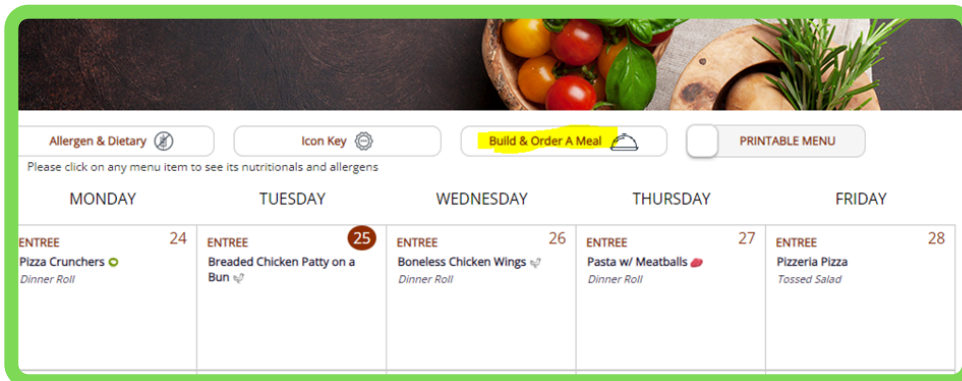 Allergen & Dietary
Icon Key
Build & Order A Meal
PRINTABLE MENU
Please click on any menu item to see its nutritionals and allergens
MONDAY
TUESDAY
WEDNESDAY
THURSDAY
FRIDAY
ENTREE 24
Pizza Crunchers
Dinner Roll
ENTREE 25
Breaded Chicken Patty on a
Bun
ENTREE 26
Boneless Chicken Wings
Dinner Roll
ENTREE 27
Pasta w/ Meatballs
Dinner Roll
ENTREE 28
Pizzeria Pizza
Tossed Salad